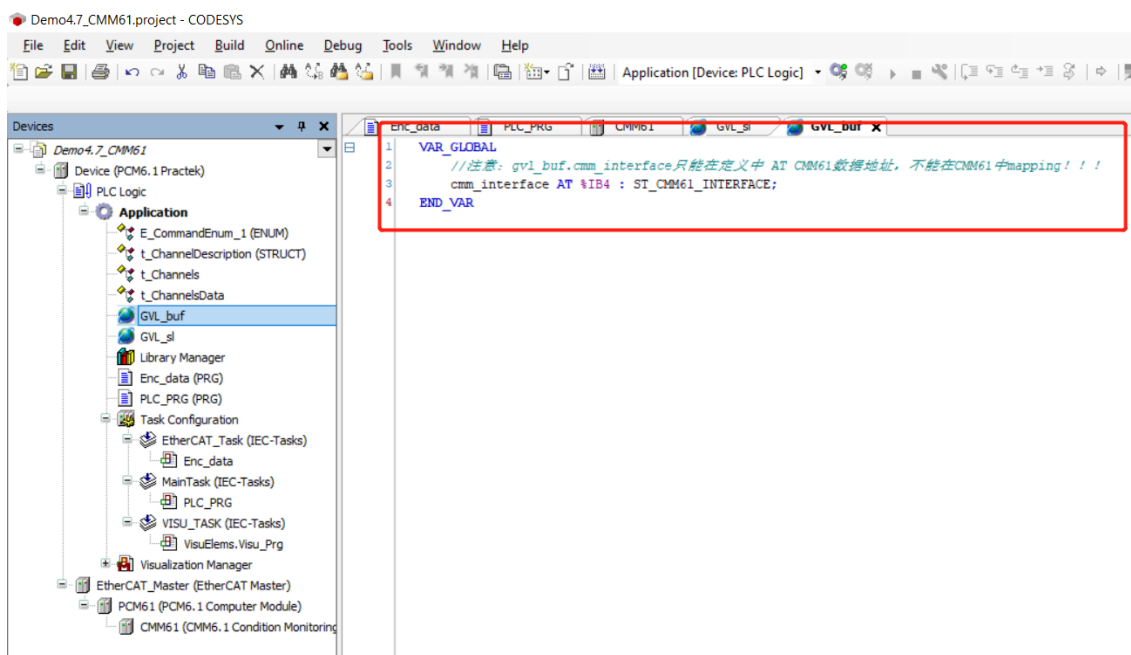 Demo4.7_CMM61.project - CODESYS
File Edit View Project Build Online Debug Tools Window Help
Application [Device: PLC Logic]
Devices
Enc_data PLC_PRG CMM61 GVL_sl GVL_buf
Demo4.7_CMM61
Device (PCM6.1 Practek)
PLC Logic
Application
E_CommandEnum_1 (ENUM)
t_ChannelDescription (STRUCT)
t_Channels
t_ChannelsData
GVL_buf
GVL_sl
Library Manager
Enc_data (PRG)
PLC_PRG (PRG)
Task Configuration
EtherCAT_Task (IEC-Tasks)
Enc_data
MainTask (IEC-Tasks)
PLC_PRG
VISU_TASK (IEC-Tasks)
VisuElems.Visu_Prg
Visualization Manager
EtherCAT_Master (EtherCAT Master)
PCM61 (PCM6.1 Computer Module)
CMM61 (CMM6.1 Condition Monitoring
1 VAR_GLOBAL
2 //注意：gvl_buf.cmm_interface只能在定义中 AT CMM61数据地址，不能在CMM61中mapping！！！
3 cmm_interface AT %IB4 : ST_CMM61_INTERFACE;
4 END_VAR